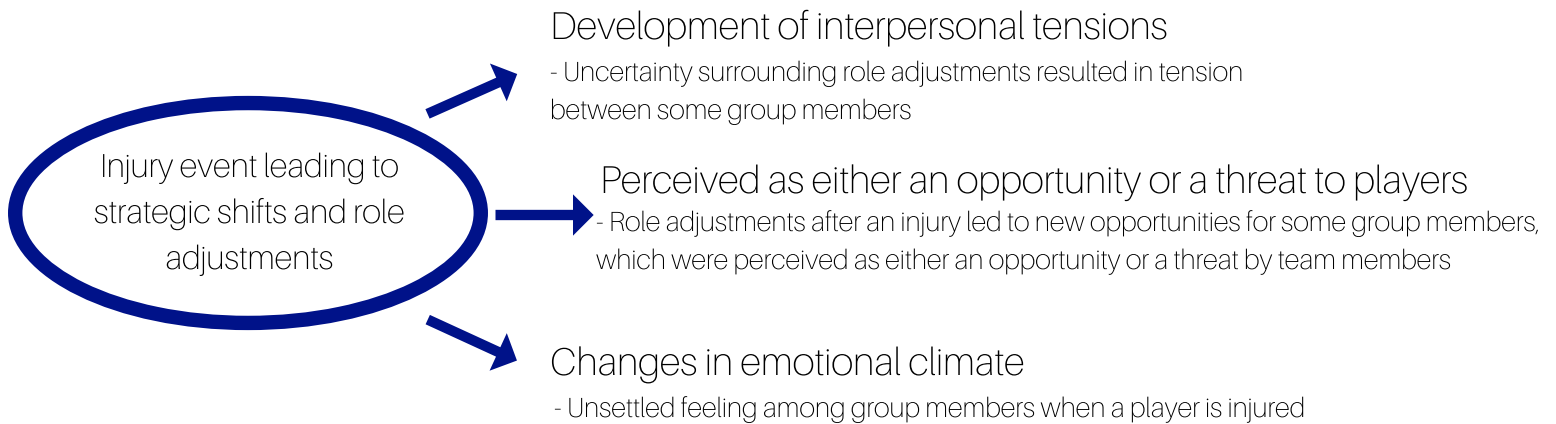 Injury event leading to
strategic shifts and role
adjustments
Development of interpersonal tensions
- Uncertainty surrounding role adjustments resulted in tension
between some group members
Perceived as either an opportunity or a threat to players
- Role adjustments after an injury led to new opportunities for some group members,
which were perceived as either an opportunity or a threat by team members
Changes in emotional climate
- Unsettled feeling among group members when a player is injured